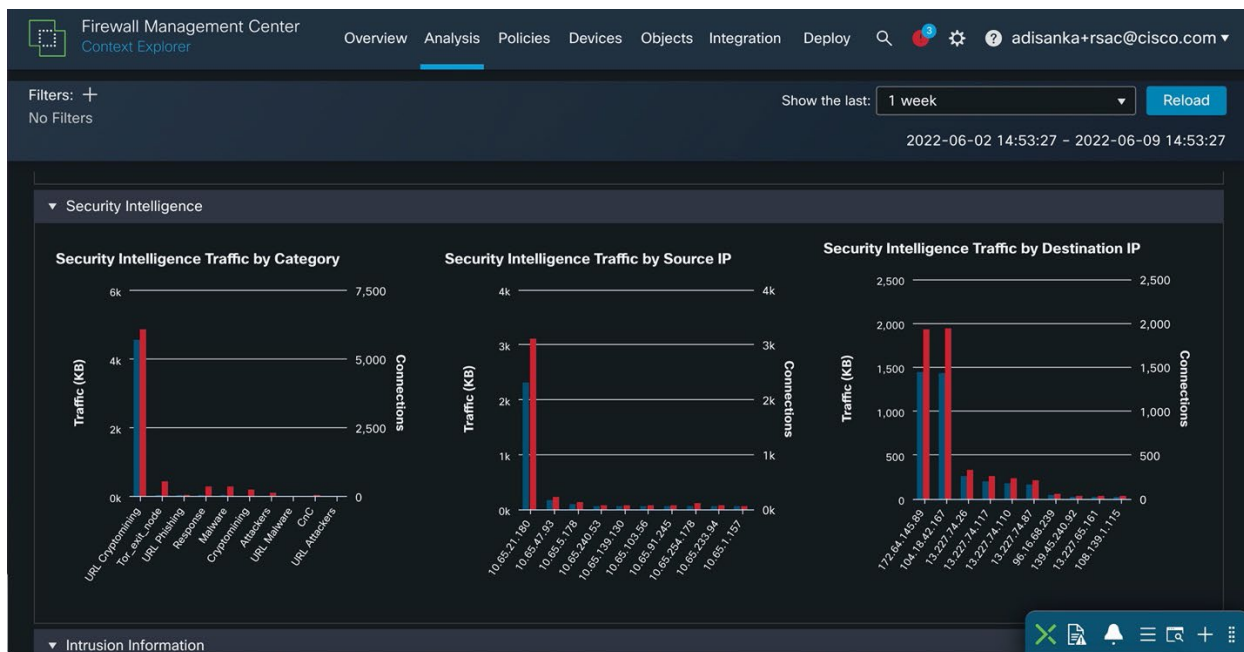 Firewall Management Center
Context Explorer
Overview Analysis Policies Devices Objects Integration Deploy
3
adisanka+rsac@cisco.com
Filters:
No Filters
Show the last: 1 week Reload
2022-06-02 14:53:27 – 2022-06-09 14:53:27
Security Intelligence
Security Intelligence Traffic by Category
6k 7,500
4k 5,000
2k 2,500
0k 0
Traffic (KB)
Connections
URL Cryptomining
Tor_exit_node
URL Phishing
Response
Malware
Cryptomining
Attackers
URL Malware
CnC
URL Attackers
Security Intelligence Traffic by Source IP
4k 4k
3k 3k
2k 2k
1k 1k
0k 0k
Traffic (KB)
Connections
10.65.21.180
10.65.47.93
10.65.5.178
10.65.240.53
10.65.139.130
10.65.103.56
10.65.91.245
10.65.254.178
10.65.233.94
10.65.1.157
Security Intelligence Traffic by Destination IP
2,500 2,500
2,000 2,000
1,500 1,500
1,000 1,000
500 500
0 0
Traffic (KB)
Connections
172.64.145.89
104.18.42.167
13.227.74.26
13.227.74.117
13.227.74.110
13.227.74.87
96.16.68.239
139.45.240.92
13.227.65.161
108.139.1.115
Intrusion Information